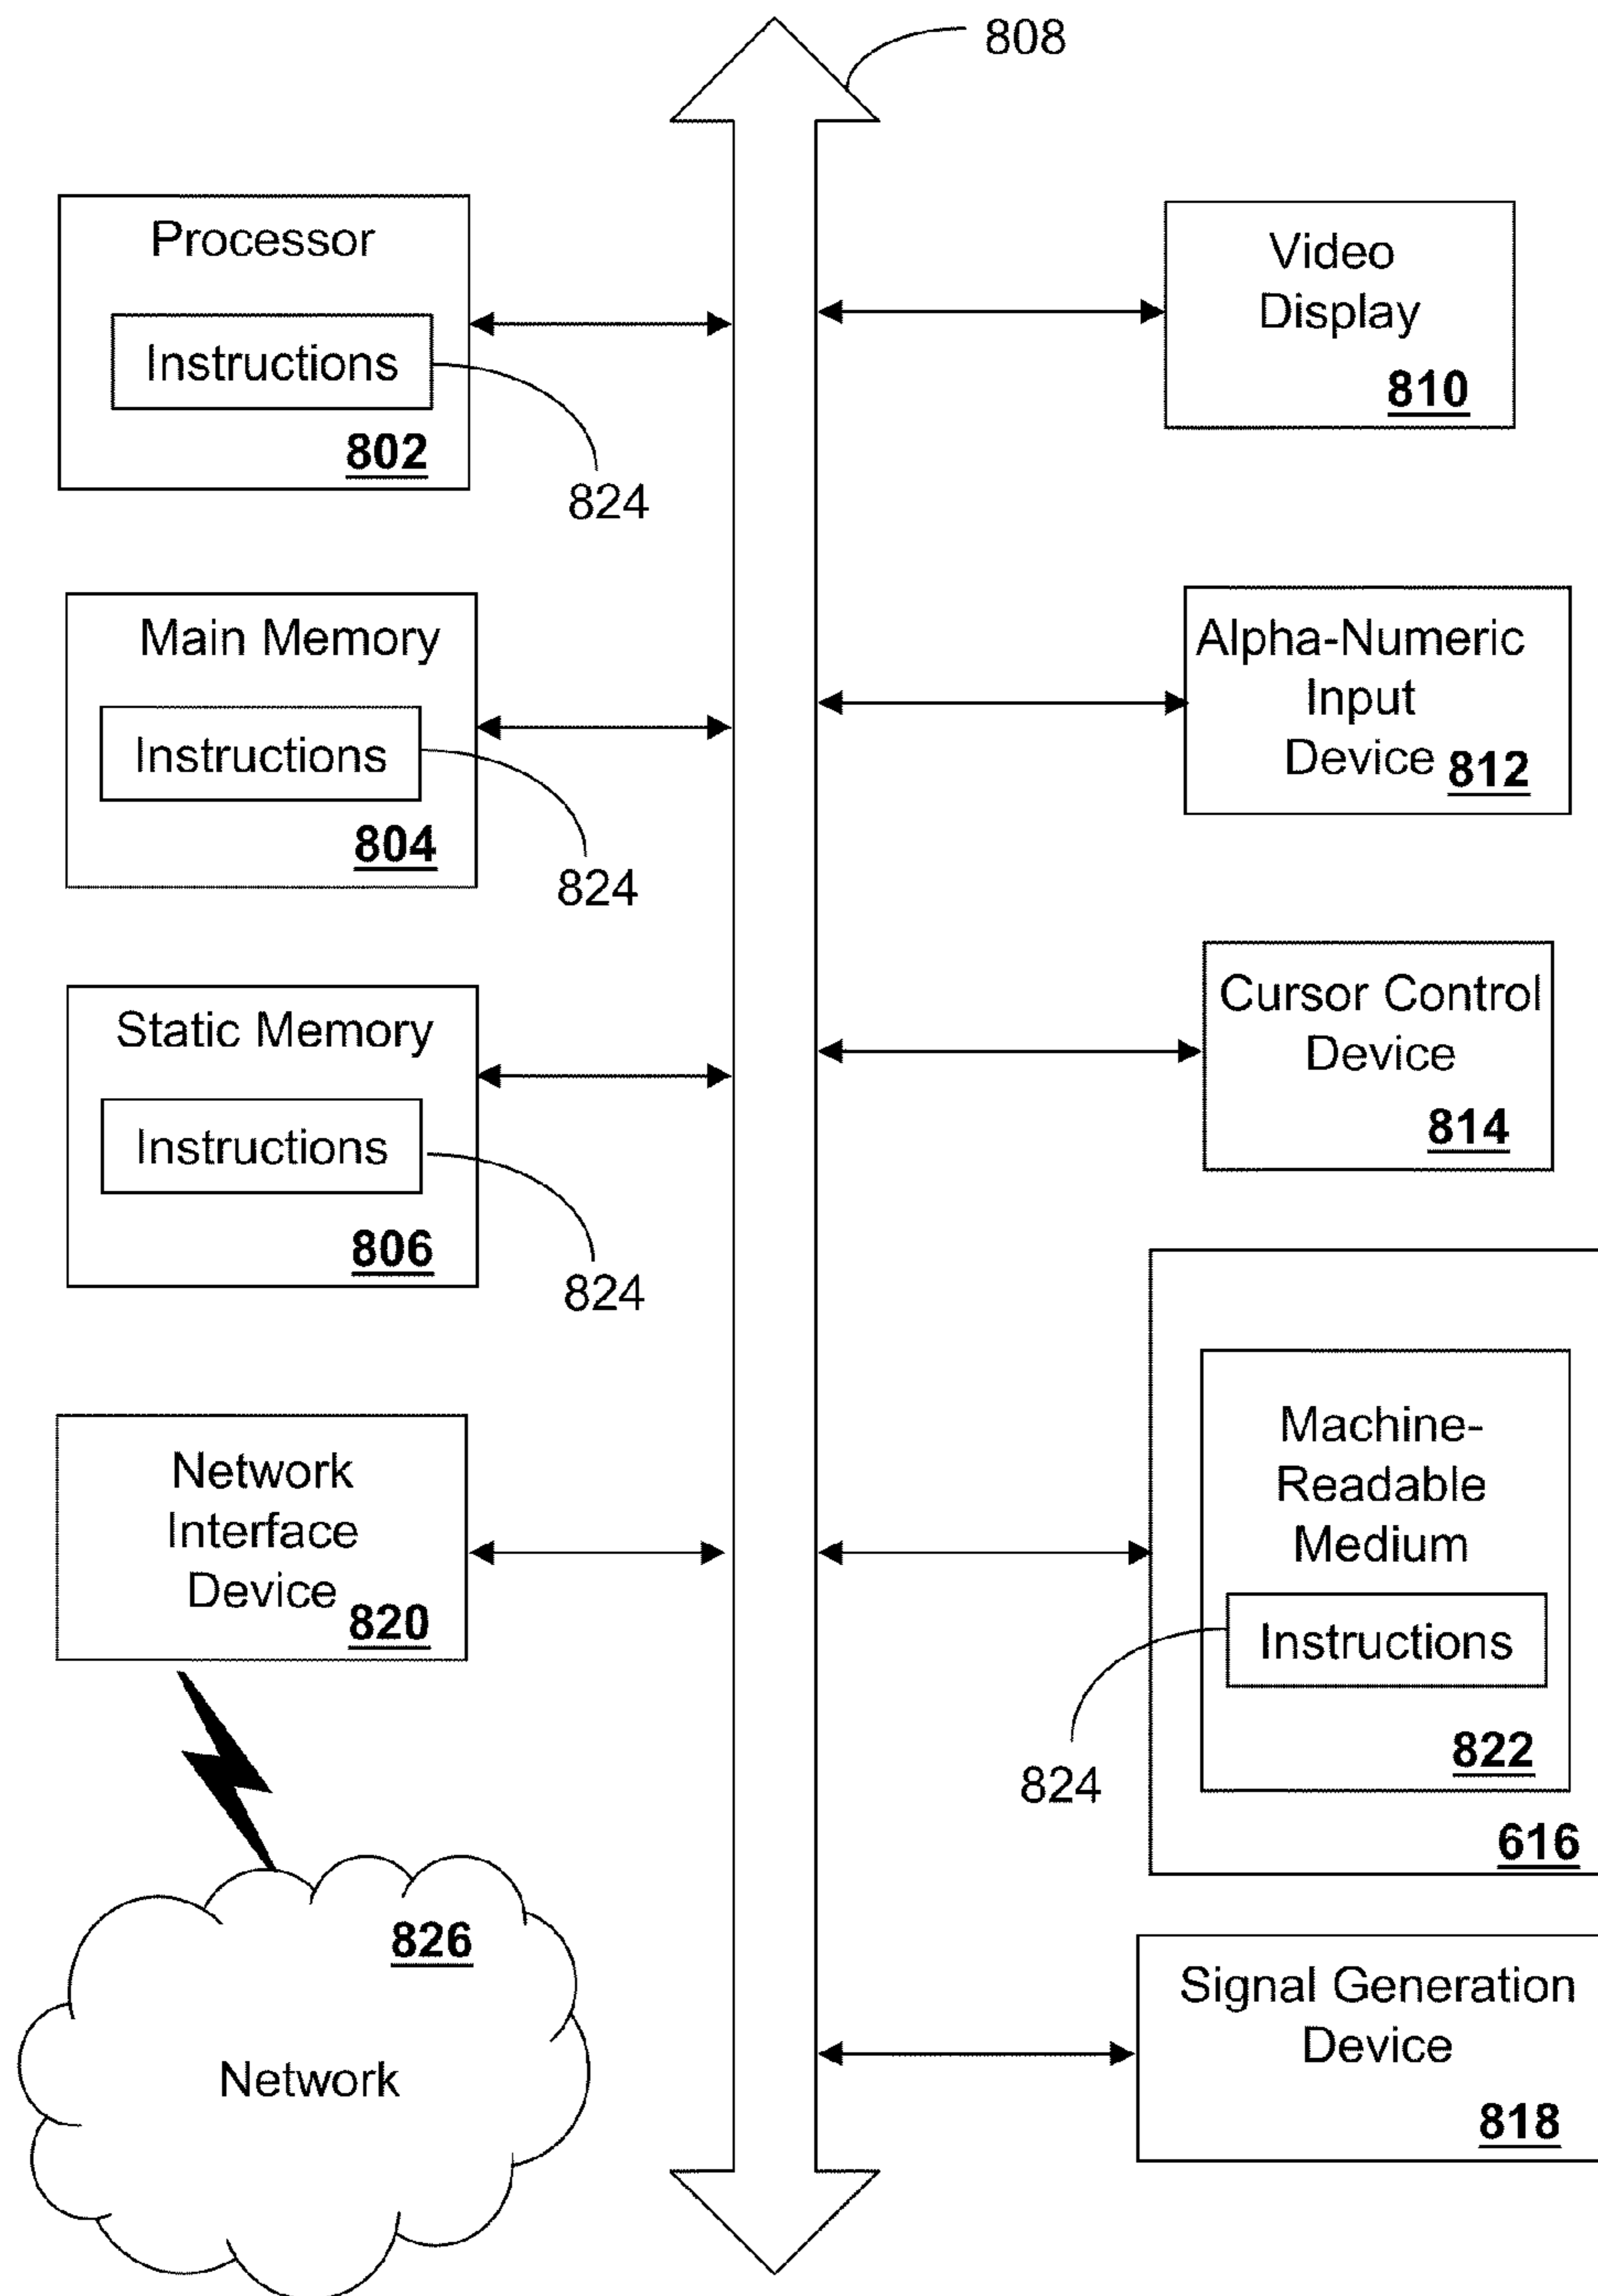 808
Processor
Instructions
802
824
Main Memory
Instructions
804
824
Static Memory
Instructions
806
824
Network
Interface
Device
820
826
Network
Video
Display
810
Alpha-Numeric
Input
Device 812
Cursor Control
Device
814
Machine-
Readable
Medium
Instructions
824
822
616
Signal Generation
Device
818